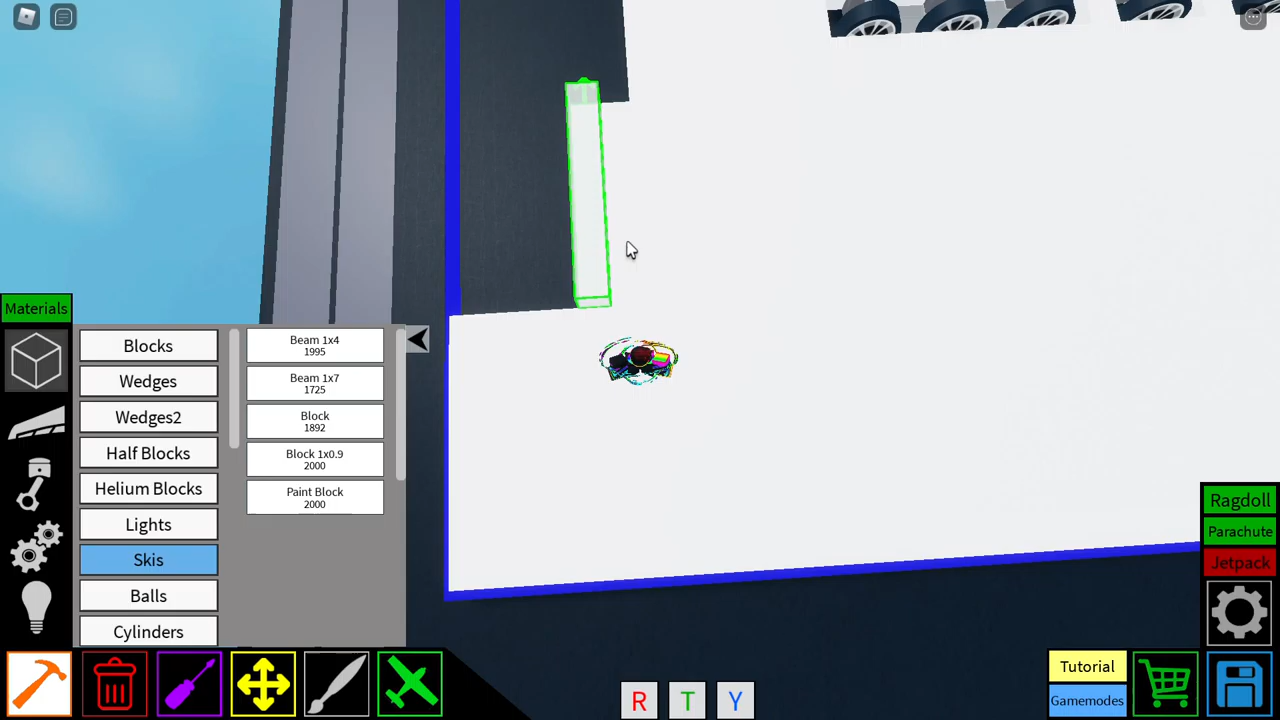 Materials
Blocks
Wedges
Wedges2
Half Blocks
Helium Blocks
Lights
Skis
Balls
Cylinders
Beam 1x4
1995
Beam 1x7
1725
Block
1892
Block 1x0.9
2000
Paint Block
2000
Ragdoll
Parachute
Jetpack
Tutorial
Gamemodes
R T Y